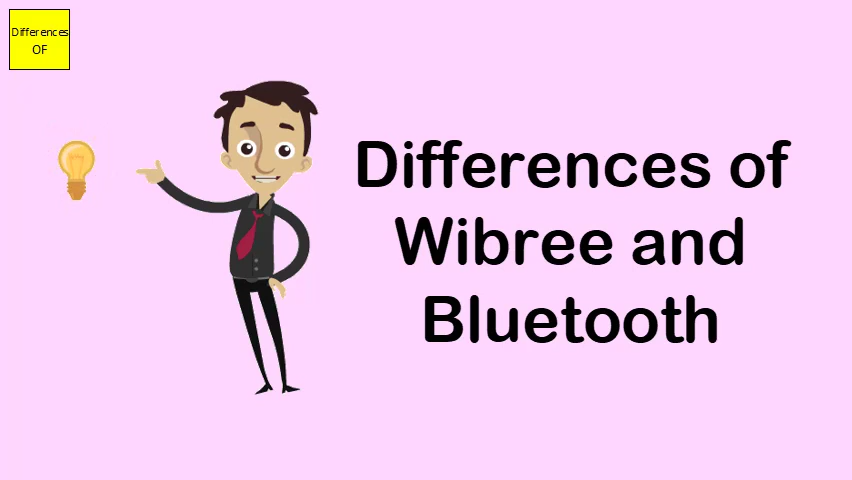 Differences
OF
Differences of
Wibree and
Bluetooth